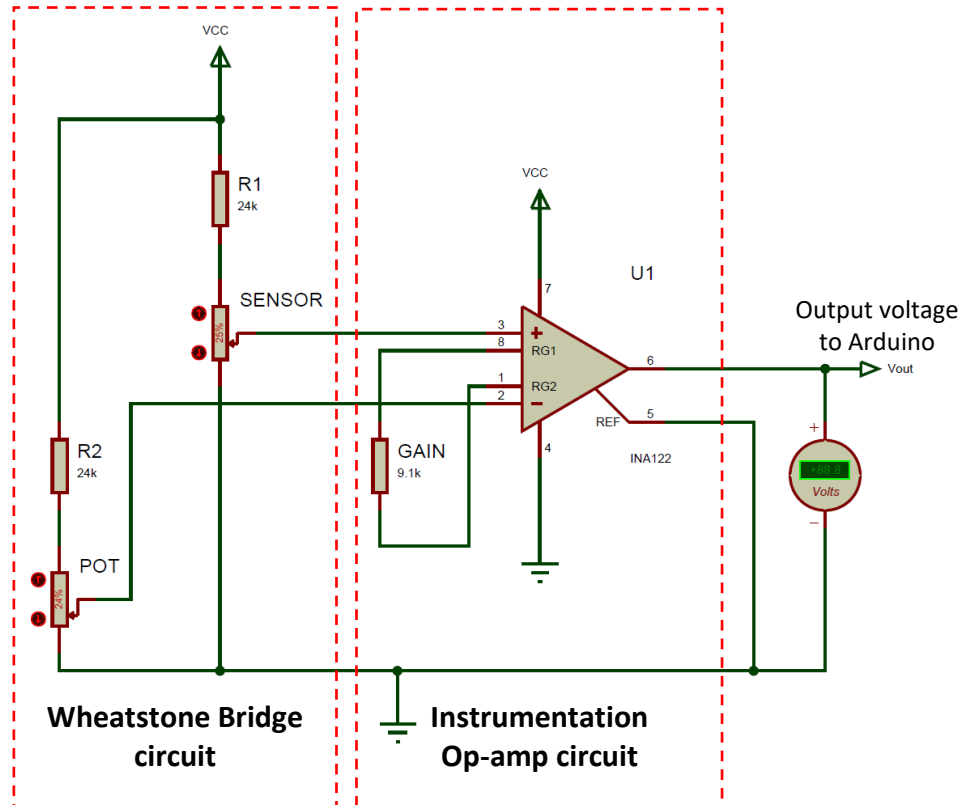 VCC
R1
24k
SENSOR
25%
R2
24k
POT
24%
VCC
U1
7
3
8
RG1
1
RG2
2
6
REF
5
4
INA122
GAIN
9.1k
Output voltage
to Arduino
Vout
+
+88.8
Volts
−
Wheatstone Bridge
circuit
Instrumentation
Op-amp circuit